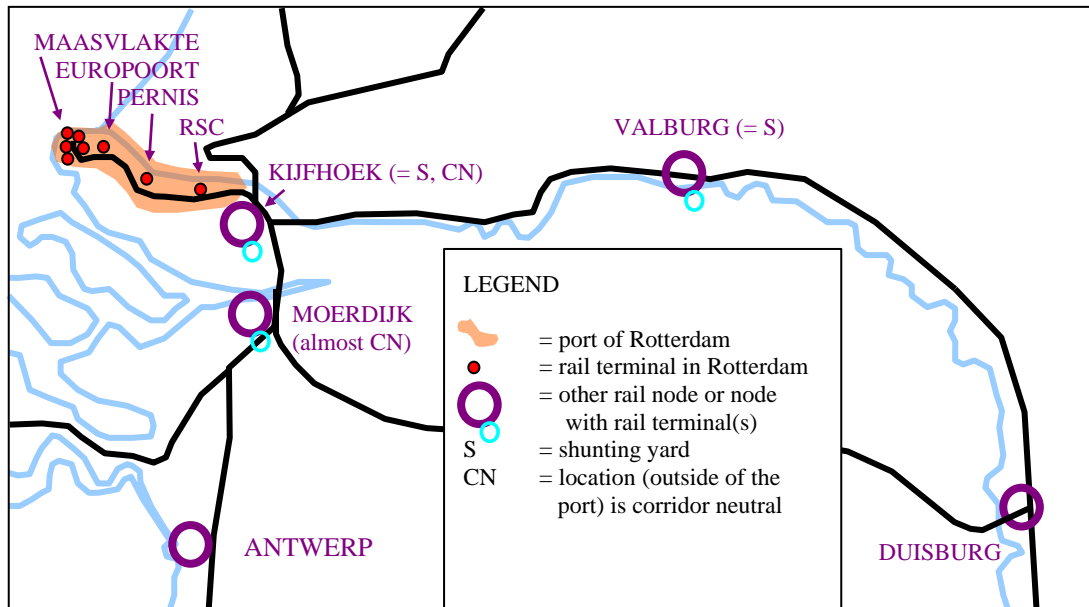 MAASVLAKTE
EUROPOORT
PERNIS
RSC
VALBURG (= S)
KIJFHOEK (= S, CN)
MOERDIJK
(almost CN)
ANTWERP
DUISBURG
LEGEND
= port of Rotterdam
= rail terminal in Rotterdam
= other rail node or node
with rail terminal(s)
S = shunting yard
CN = location (outside of the
port) is corridor neutral